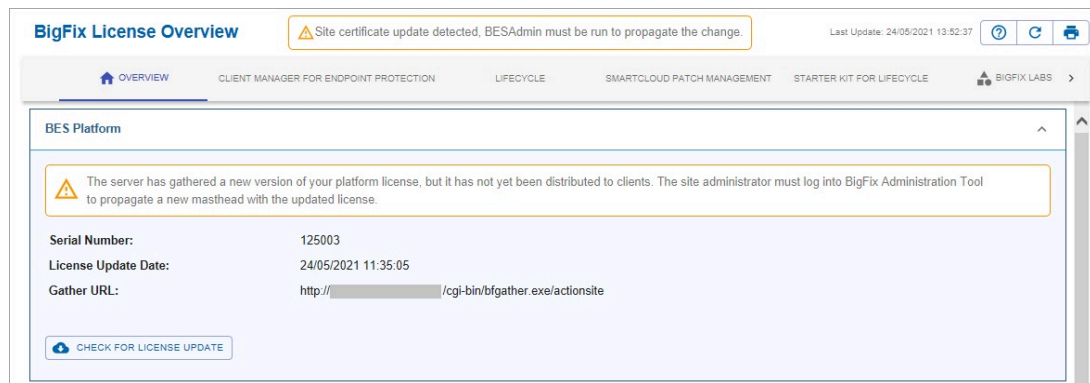 BigFix License Overview
Site certificate update detected, BESAdmin must be run to propagate the change.
Last Update: 24/05/2021 13:52:37
OVERVIEW
CLIENT MANAGER FOR ENDPOINT PROTECTION
LIFECYCLE
SMARTCLOUD PATCH MANAGEMENT
STARTER KIT FOR LIFECYCLE
BIGFIX LABS
BES Platform
The server has gathered a new version of your platform license, but it has not yet been distributed to clients. The site administrator must log into BigFix Administration Tool
to propagate a new masthead with the updated license.
Serial Number: 125003
License Update Date: 24/05/2021 11:35:05
Gather URL: http:// /cgi-bin/bfgather.exe/actionsite
CHECK FOR LICENSE UPDATE